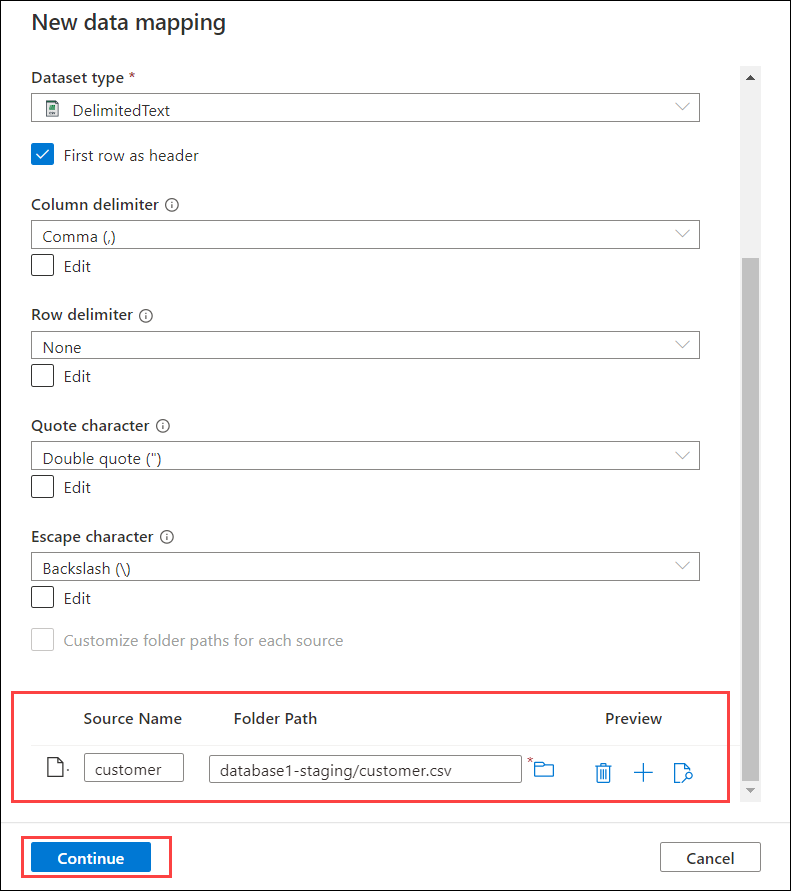 New data mapping
Dataset type *
DelimitedText
First row as header
Column delimiter
Comma (,)
Edit
Row delimiter
None
Edit
Quote character
Double quote (")
Edit
Escape character
Backslash (\)
Edit
Customize folder paths for each source
Source Name Folder Path Preview
customer database1-staging/customer.csv *
Continue Cancel